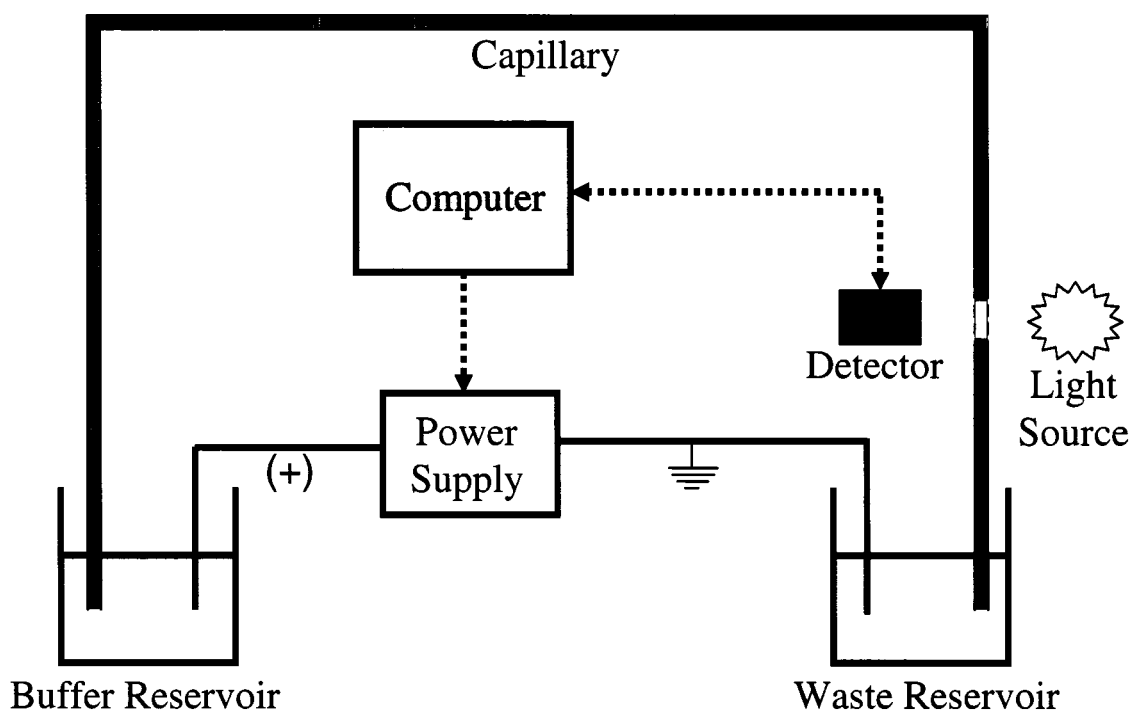 Capillary
Computer
Detector
Light
Source
Power
Supply
(+)
Buffer Reservoir
Waste Reservoir